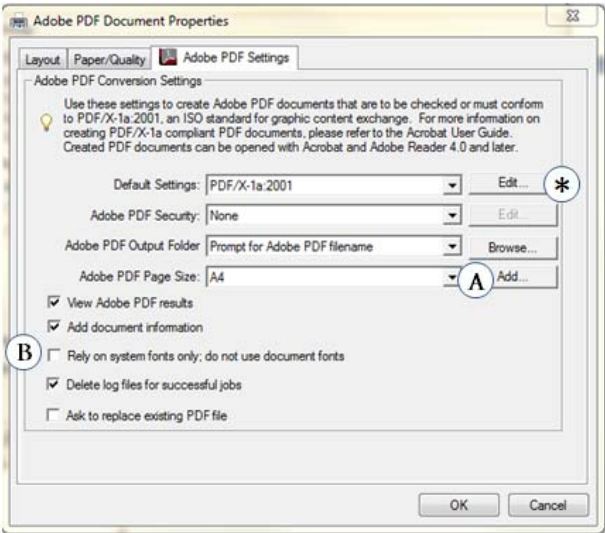 Adobe PDF Document Properties
Layout Paper/Quality Adobe PDF Settings
Adobe PDF Conversion Settings
Use these settings to create Adobe PDF documents that are to be checked or must conform
to PDF/X-1a:2001, an ISO standard for graphic content exchange. For more information on
creating PDF/X-1a compliant PDF documents, please refer to the Acrobat User Guide.
Created PDF documents can be opened with Acrobat and Adobe Reader 4.0 and later.
Default Settings: PDF/X-1a:2001 Edit... *
Adobe PDF Security: None Edit...
Adobe PDF Output Folder Prompt for Adobe PDF filename Browse...
Adobe PDF Page Size: A4 A Add...
View Adobe PDF results
Add document information
B Rely on system fonts only; do not use document fonts
Delete log files for successful jobs
Ask to replace existing PDF file
OK Cancel